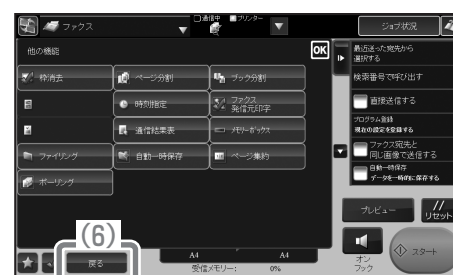 ファクス
通信中
プリンター
ジョブ状況
他の機能
OK
最近送った宛先から
選択する
枠消去
ページ分割
ブック分割
検索番号で呼び出す
時刻指定
ファクス
発信元印字
直接送信する
プログラム登録
現在の設定を登録する
通信結果表
メモリーボックス
ファクス宛先と
同じ画像で送信する
ファイリング
自動一時保存
ページ集約
自動一時保存
データを一時的に保存する
ポーリング
プレビュー
リセット
(6)
戻る
A4
A4
受信メモリー:
0%
オン
フック
スタート